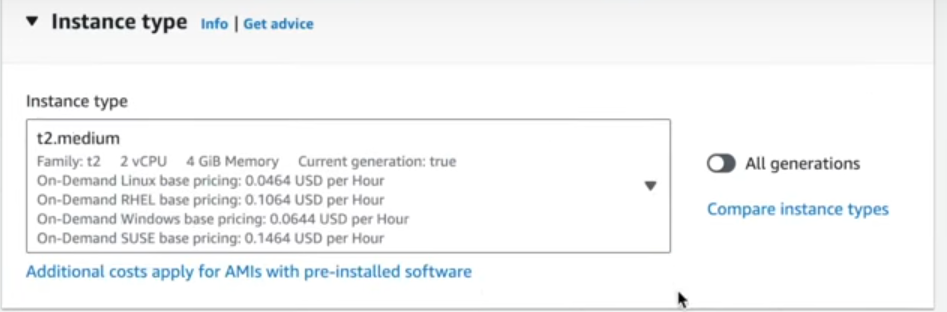 Instance type Info | Get advice
Instance type
t2.medium
Family: t2 2 vCPU 4 GiB Memory Current generation: true
On-Demand Linux base pricing: 0.0464 USD per Hour
On-Demand RHEL base pricing: 0.1064 USD per Hour
On-Demand Windows base pricing: 0.0644 USD per Hour
On-Demand SUSE base pricing: 0.1464 USD per Hour
All generations
Compare instance types
Additional costs apply for AMIs with pre-installed software